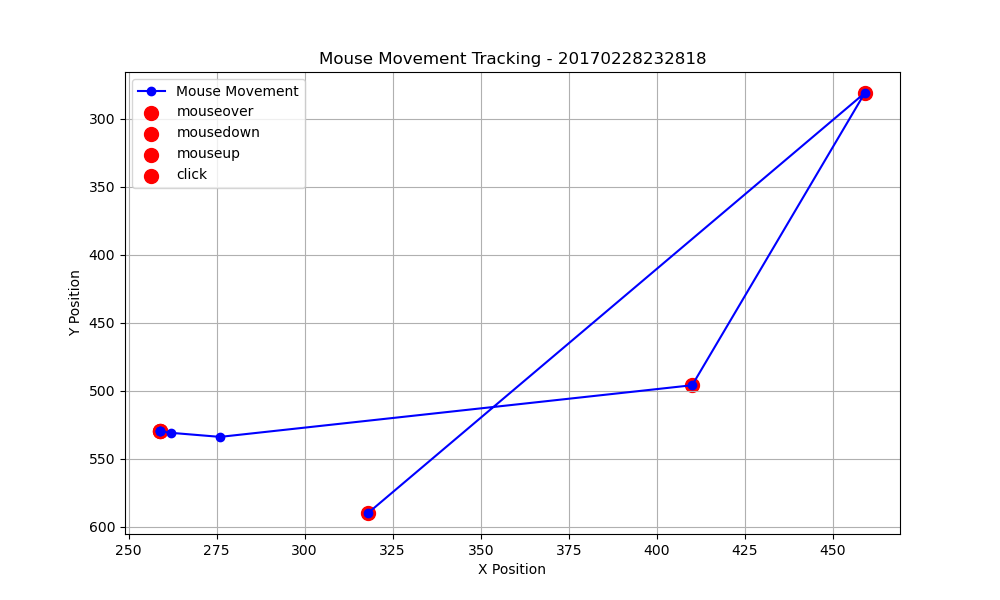 Mouse Movement Tracking - 20170228232818
Mouse Movement
mouseover
mousedown
mouseup
click
300
350
400
450
500
550
600
Y Position
250 275 300 325 350 375 400 425 450
X Position